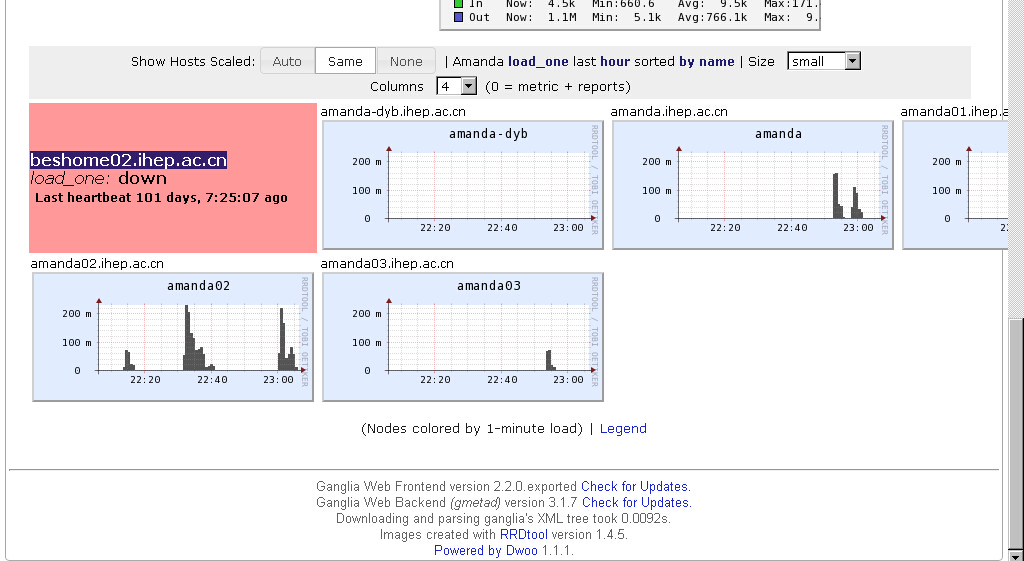 In Now: 4.5k Min:660.6 Avg: 9.5k Max:171.
Out Now: 1.1M Min: 5.1k Avg:766.1k Max: 9.
Show Hosts Scaled: Auto Same None | Amanda load_one last hour sorted by name | Size small
Columns 4 (0 = metric + reports)
beshome02.ihep.ac.cn
load_one: down
Last heartbeat 101 days, 7:25:07 ago
amanda-dyb.ihep.ac.cn
amanda-dyb
200 m
100 m
0
22:20 22:40 23:00
RRDTOOL / TOBI OETIKER
amanda.ihep.ac.cn
amanda
200 m
100 m
0
22:20 22:40 23:00
RRDTOOL / TOBI OETIKER
amanda01.ihep.a
200 m
100 m
0
22:20
amanda02.ihep.ac.cn
amanda02
200 m
100 m
0
22:20 22:40 23:00
RRDTOOL / TOBI OETIKER
amanda03.ihep.ac.cn
amanda03
200 m
100 m
0
22:20 22:40 23:00
RRDTOOL / TOBI OETIKER
(Nodes colored by 1-minute load) | Legend
Ganglia Web Frontend version 2.2.0.exported Check for Updates.
Ganglia Web Backend (gmetad) version 3.1.7 Check for Updates.
Downloading and parsing ganglia's XML tree took 0.0092s.
Images created with RRDtool version 1.4.5.
Powered by Dwoo 1.1.1.